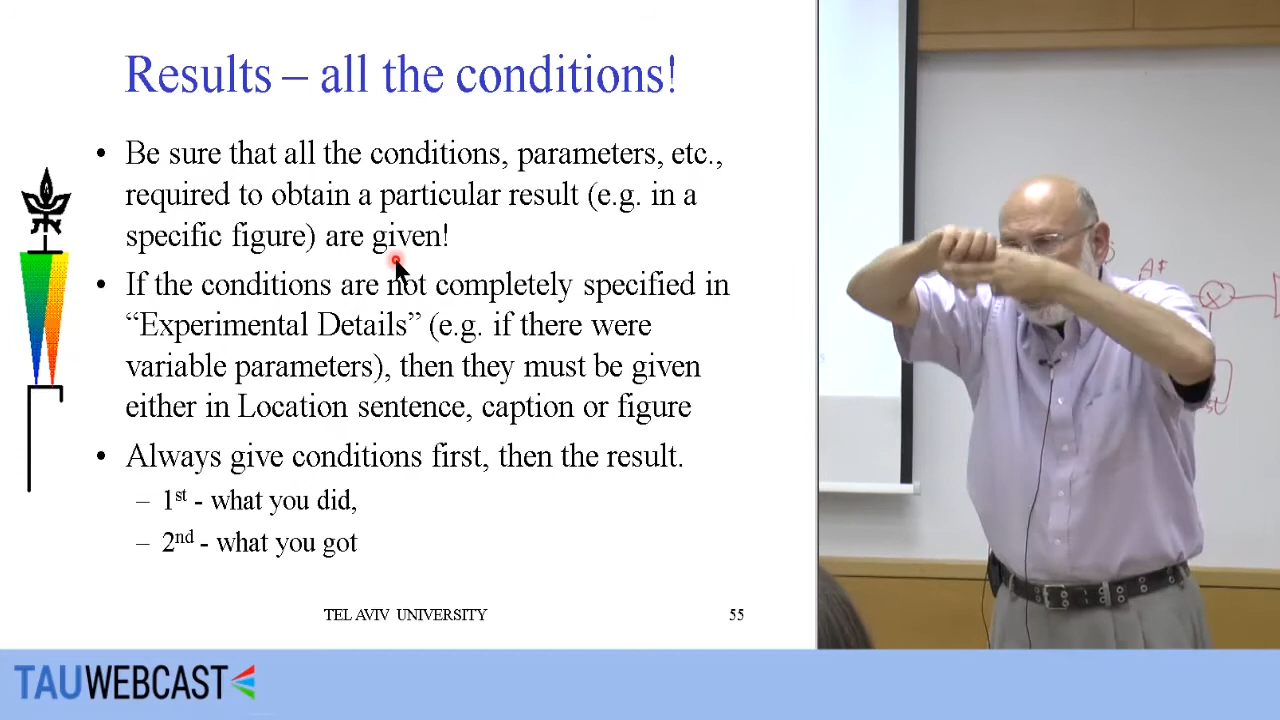 Results – all the conditions!
• Be sure that all the conditions, parameters, etc.,
required to obtain a particular result (e.g. in a
specific figure) are given!
• If the conditions are not completely specified in
“Experimental Details” (e.g. if there were
variable parameters), then they must be given
either in Location sentence, caption or figure
• Always give conditions first, then the result.
– 1st - what you did,
– 2nd - what you got
TEL AVIV UNIVERSITY
55
TAUWEBCAST